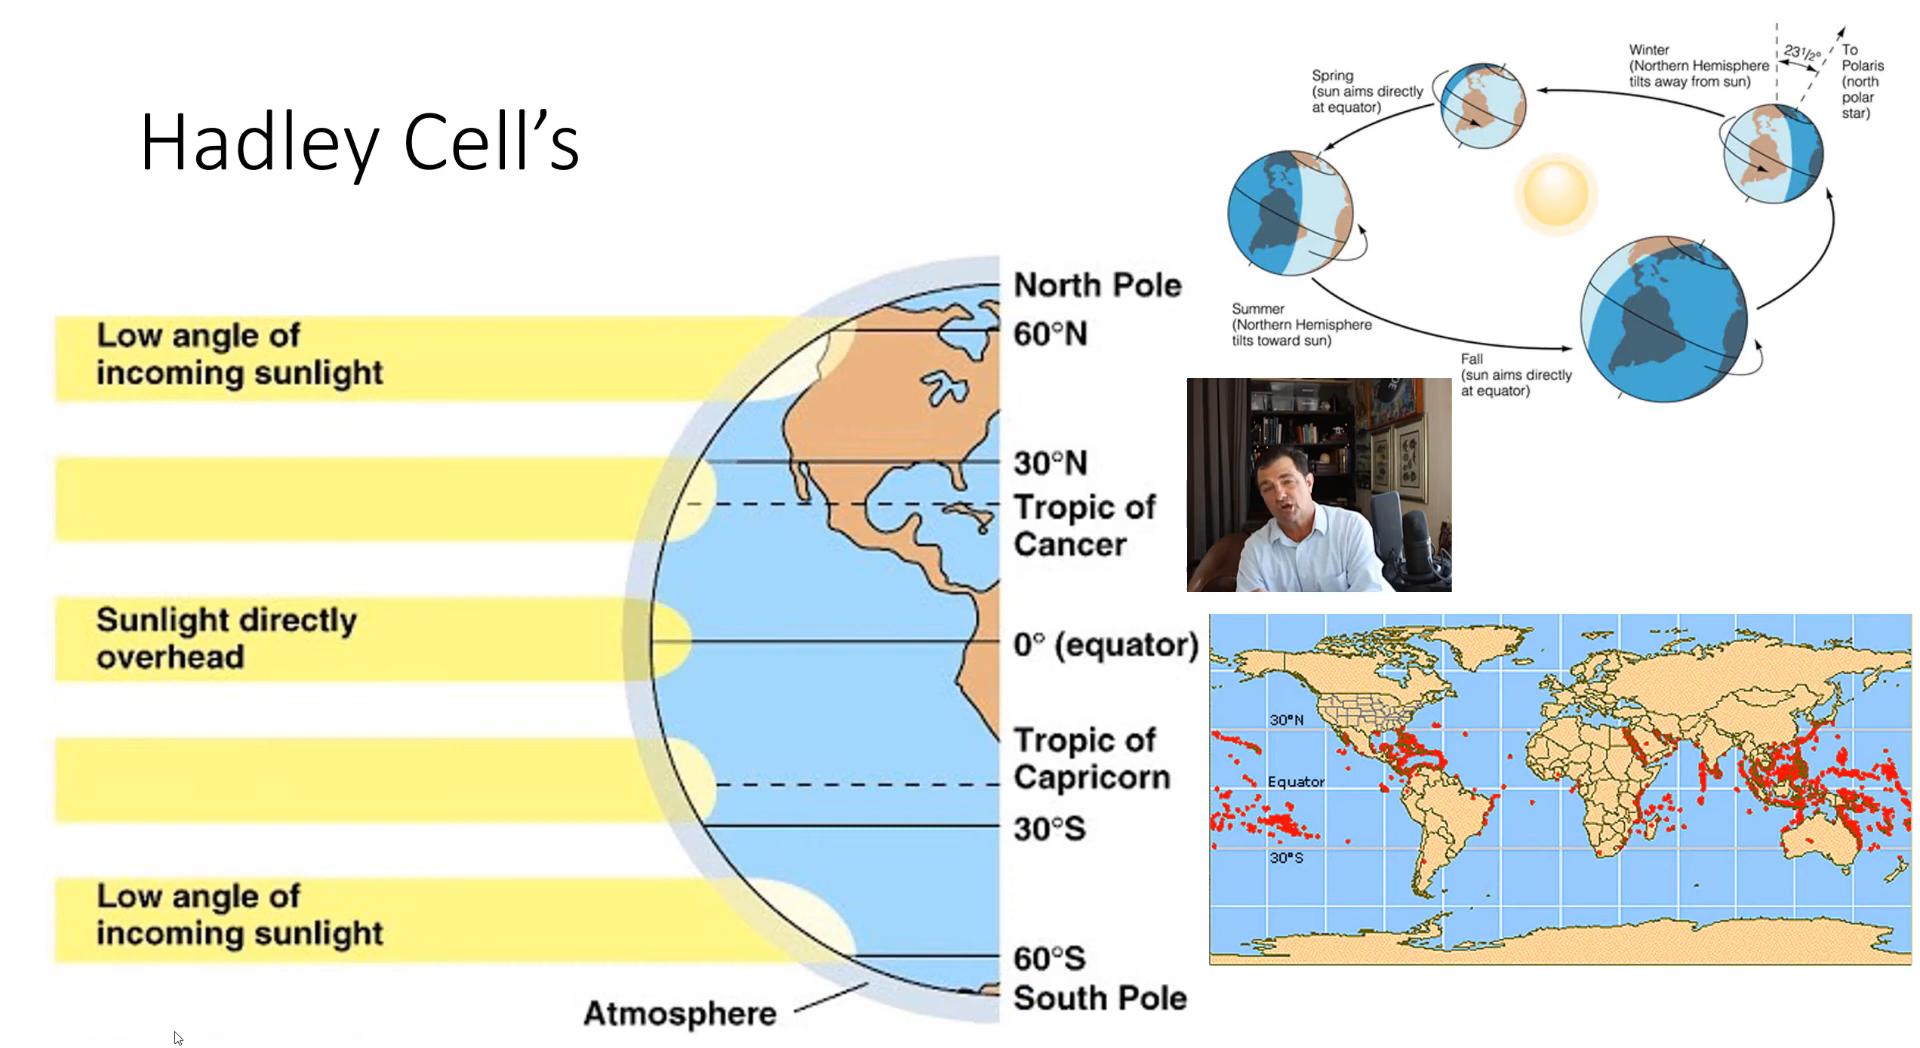 Hadley Cell's
Low angle of
incoming sunlight
Sunlight directly
overhead
Low angle of
incoming sunlight
Atmosphere
North Pole
60°N
30°N
Tropic of
Cancer
0° (equator)
Tropic of
Capricorn
30°S
60°S
South Pole
Spring
(sun aims directly
at equator)
Winter
(Northern Hemisphere
tilts away from sun)
23 1/2°
To
Polaris
(north
polar
star)
Summer
(Northern Hemisphere
tilts toward sun)
Fall
(sun aims directly
at equator)
30°N
Equator
30°S